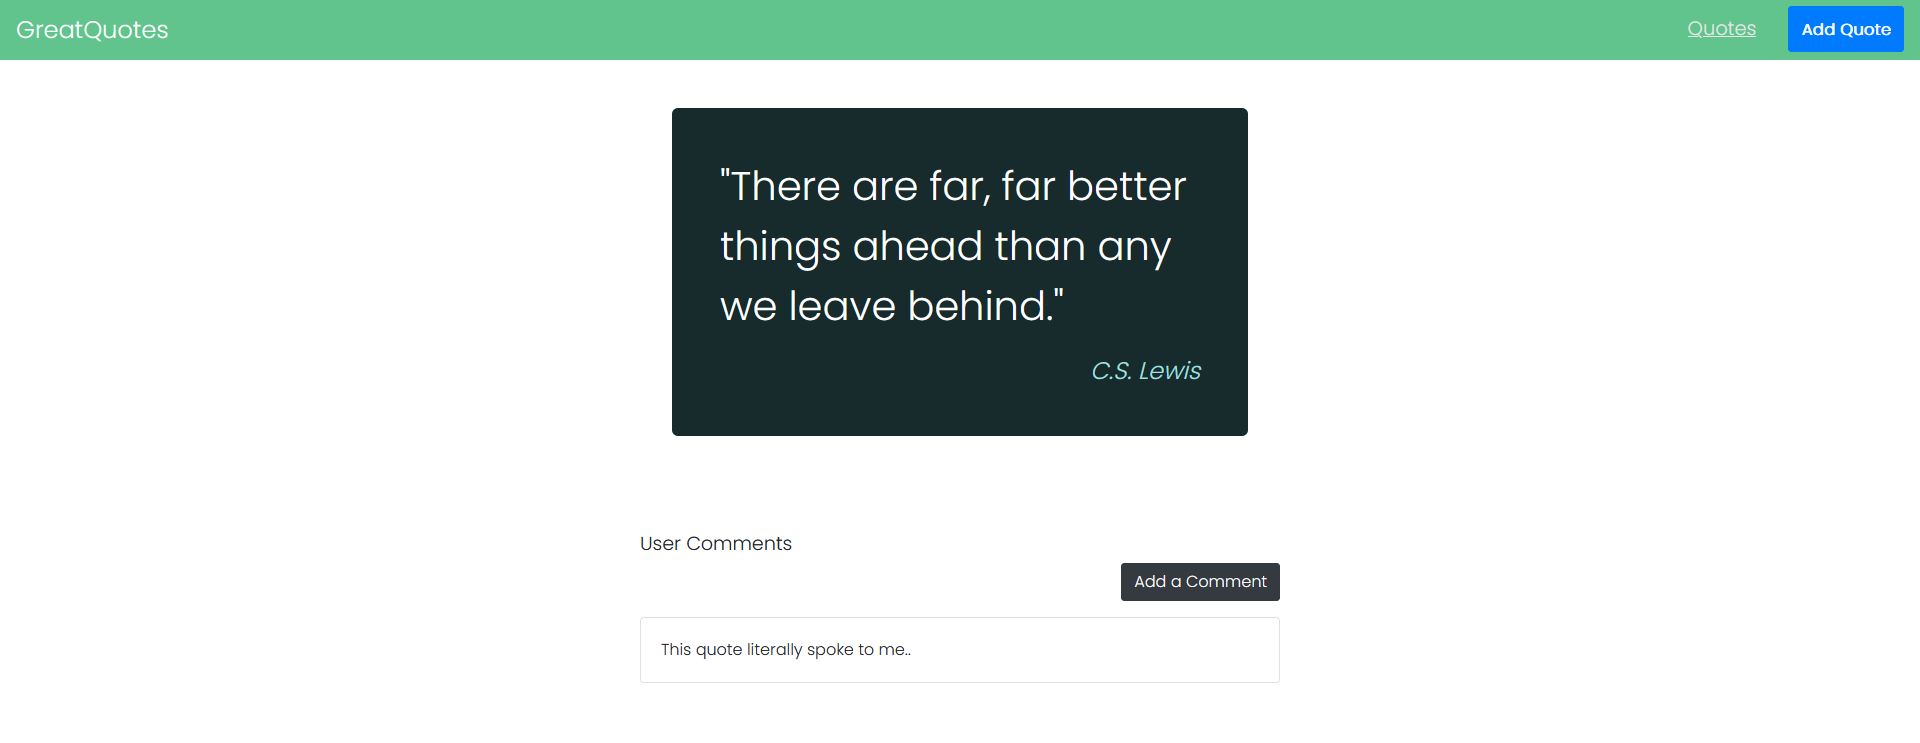 GreatQuotes
Quotes
Add Quote
"There are far, far better
things ahead than any
we leave behind."
C.S. Lewis
User Comments
Add a Comment
This quote literally spoke to me..